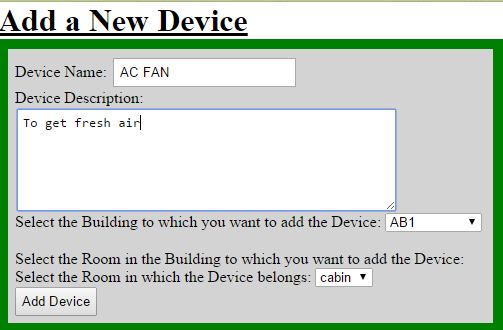 Add a New Device
Device Name: AC FAN
Device Description:
To get fresh air
Select the Building to which you want to add the Device: AB1
Select the Room in the Building to which you want to add the Device:
Select the Room in which the Device belongs: cabin
Add Device